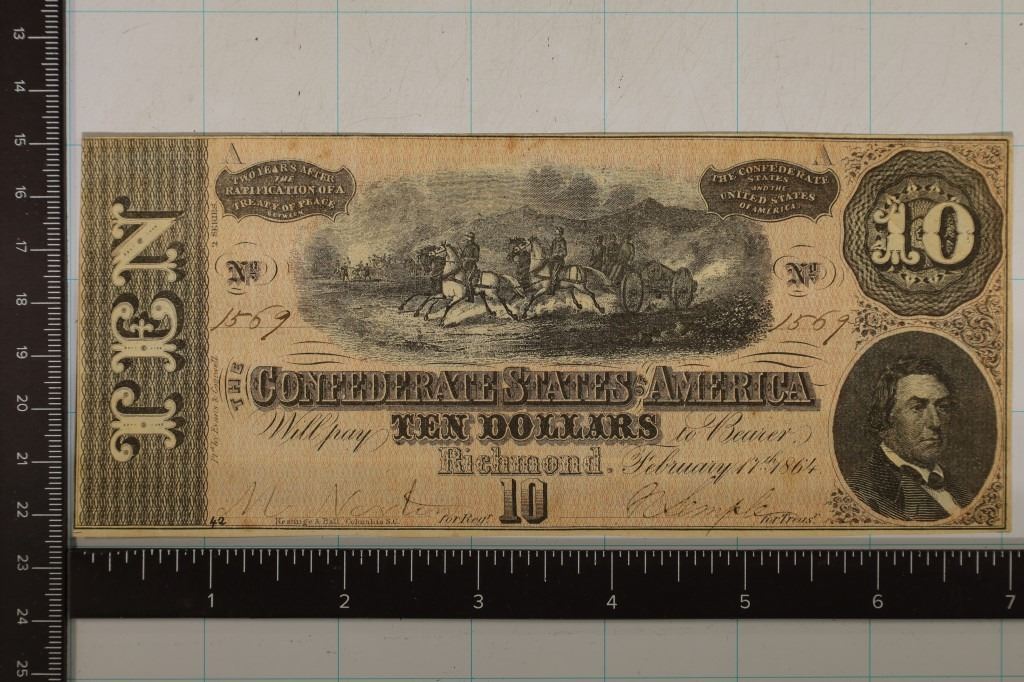 A
A
TWO YEARS AFTER
THE
RATIFICATION OF A
TREATY OF PEACE
BETWEEN
THE CONFEDERATE
STATES
AND THE
UNITED STATES
OF AMERICA
10
2 SERIES
TEN
No
No
1569
1569
THE
CONFEDERATE STATES OF AMERICA
Will pay TEN DOLLARS to Bearer.
Richmond. February 17th 1864
10
42
Keatinge & Ball, Columbia S.C.
for Regr.
for Treasr.
13
14
15
16
17
18
19
20
21
22
23
24
25
1 2 3 4 5 6 7